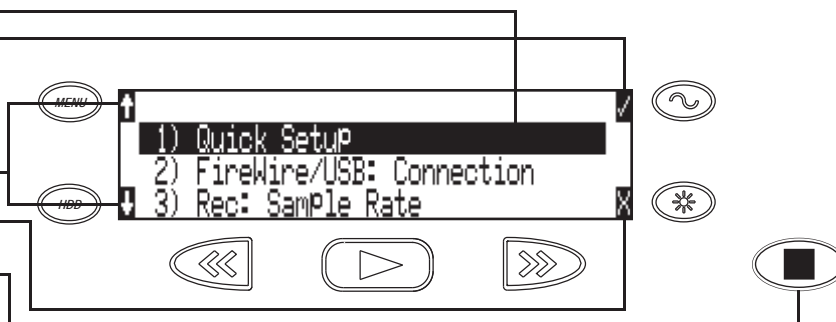 MENU
1) Quick Setup
2) FireWire/USB: Connection
HDD
3) Rec: Sample Rate